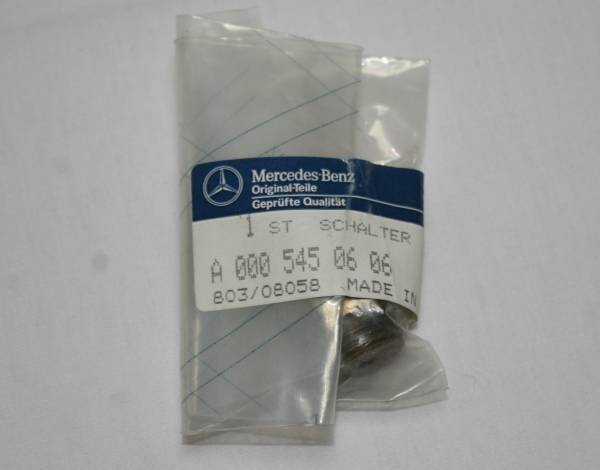 Mercedes-Benz
Original-Teile
Geprüfte Qualität
1 ST SCHALTER
A 000 545 06 06
803/08058 MADE IN